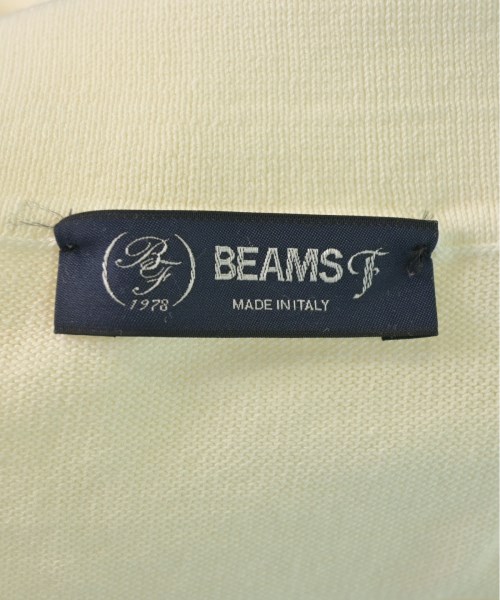 BF
1978
BEAMS F
MADE IN ITALY